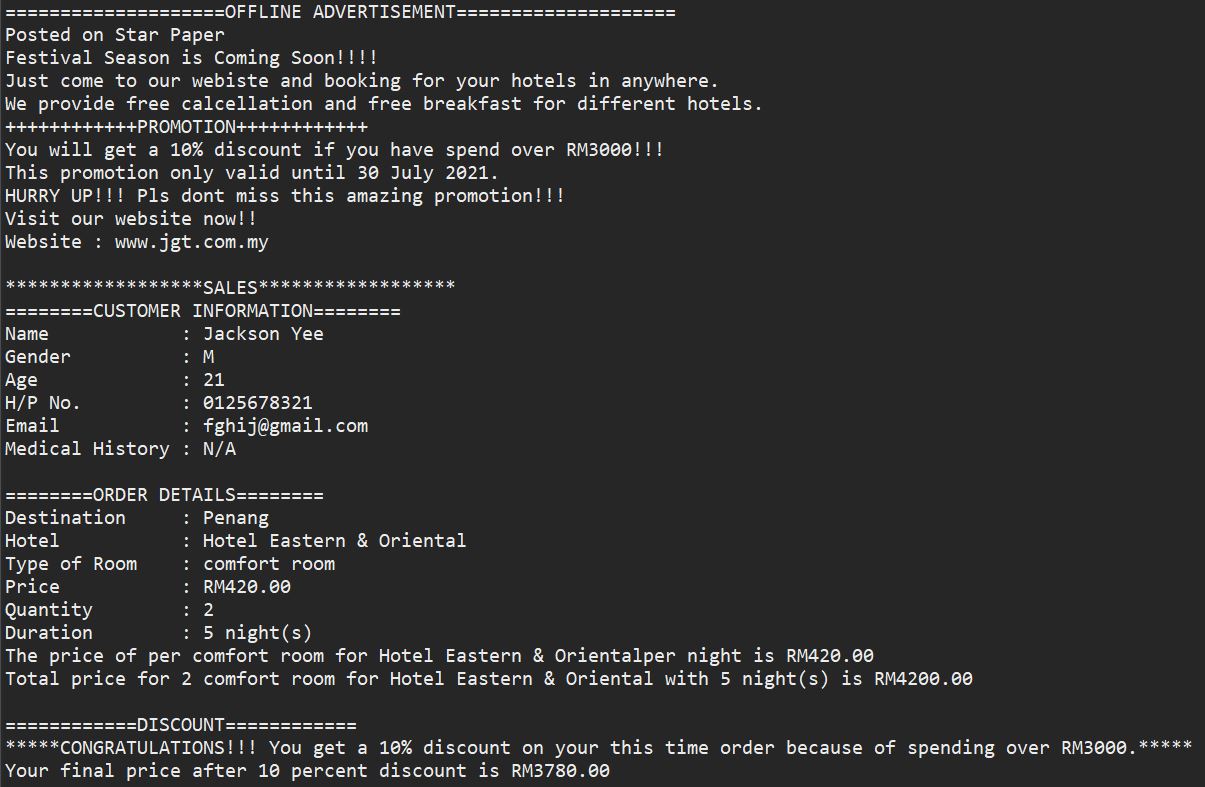 ====================OFFLINE ADVERTISEMENT====================
Posted on Star Paper
Festival Season is Coming Soon!!!!
Just come to our webiste and booking for your hotels in anywhere.
We provide free calcellation and free breakfast for different hotels.
++++++++++++PROMOTION++++++++++++
You will get a 10% discount if you have spend over RM3000!!!
This promotion only valid until 30 July 2021.
HURRY UP!!! Pls dont miss this amazing promotion!!!
Visit our website now!!
Website : www.jgt.com.my

******************SALES******************
========CUSTOMER INFORMATION========
Name            : Jackson Yee
Gender          : M
Age             : 21
H/P No.         : 0125678321
Email           : fghij@gmail.com
Medical History : N/A

========ORDER DETAILS========
Destination     : Penang
Hotel           : Hotel Eastern & Oriental
Type of Room    : comfort room
Price           : RM420.00
Quantity        : 2
Duration        : 5 night(s)
The price of per comfort room for Hotel Eastern & Orientalper night is RM420.00
Total price for 2 comfort room for Hotel Eastern & Oriental with 5 night(s) is RM4200.00

============DISCOUNT============
*****CONGRATULATIONS!!! You get a 10% discount on your this time order because of spending over RM3000.*****
Your final price after 10 percent discount is RM3780.00